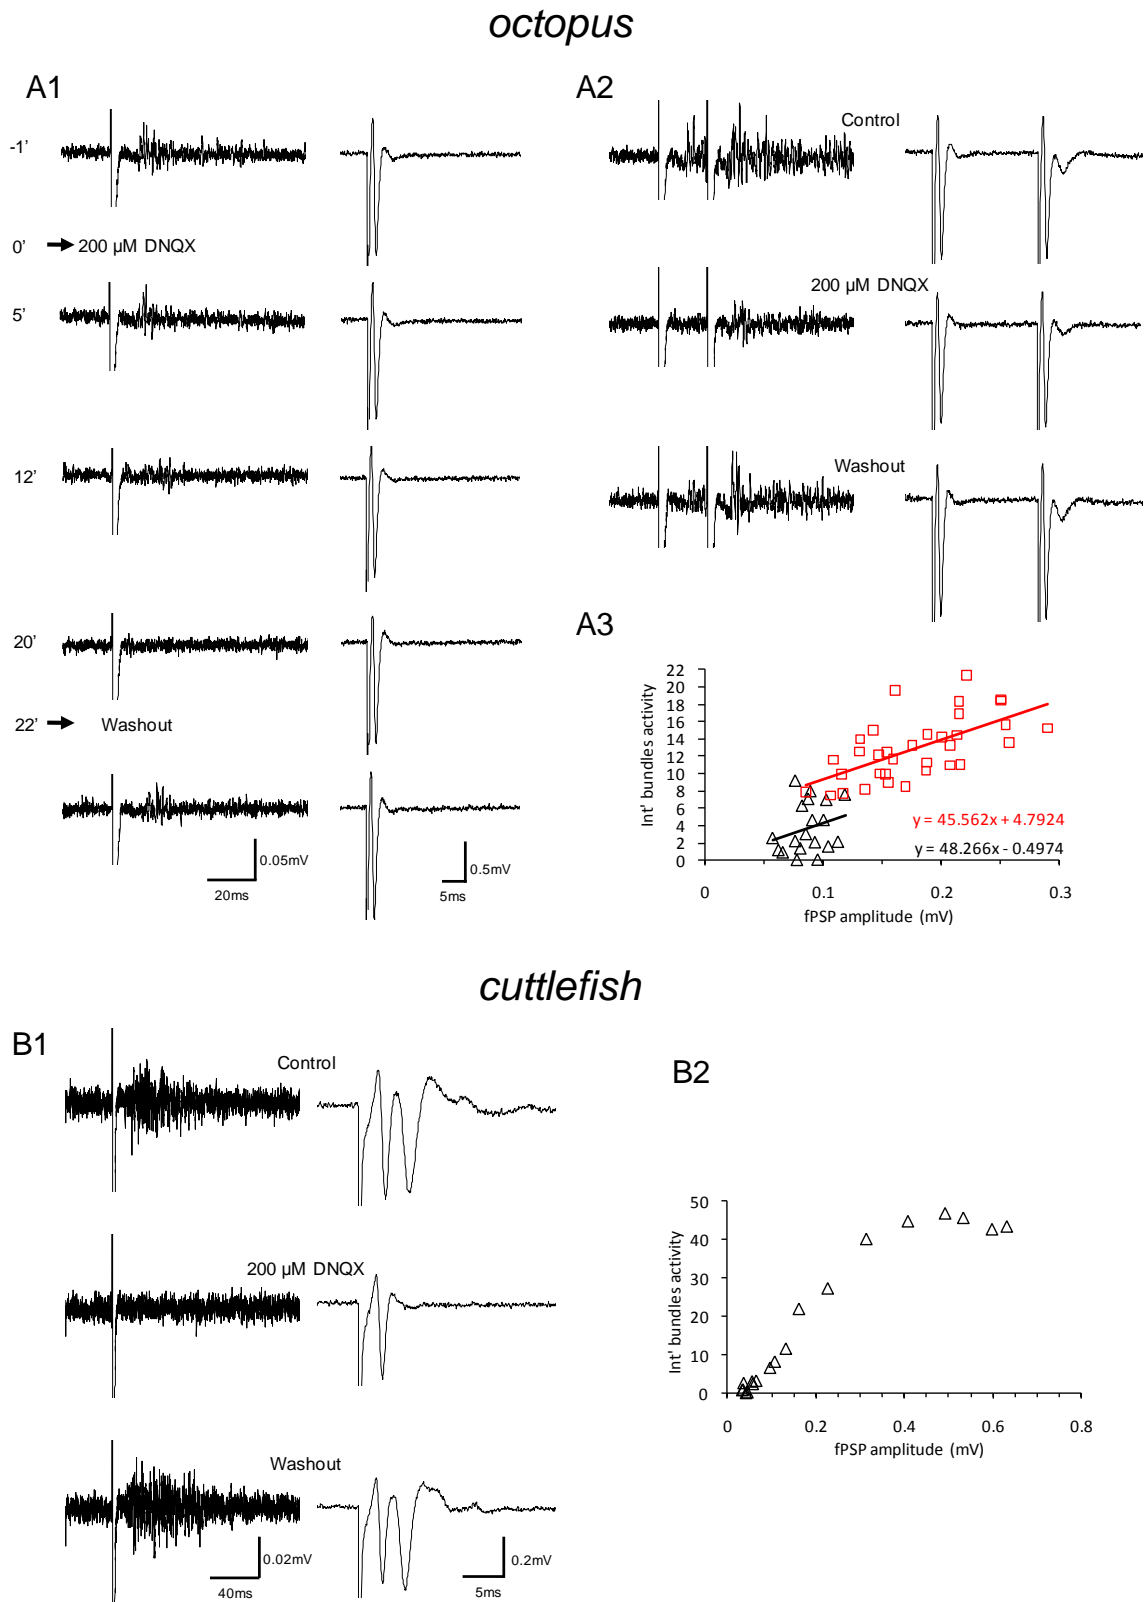 octopus
A1
-1'
0'
200 µM DNQX
5'
12'
20'
22'
Washout
0.05mV
20ms
0.5mV
5ms
A2
Control
200 µM DNQX
Washout
A3
22
20
18
16
14
12
10
8
6
4
2
0
Int' bundles activity
y = 45.562x + 4.7924
y = 48.266x - 0.4974
0 0.1 0.2 0.3
fPSP amplitude (mV)
cuttlefish
B1
Control
200 µM DNQX
Washout
0.02mV
40ms
0.2mV
5ms
B2
50
40
30
20
10
0
Int' bundles activity
0 0.2 0.4 0.6 0.8
fPSP amplitude (mV)